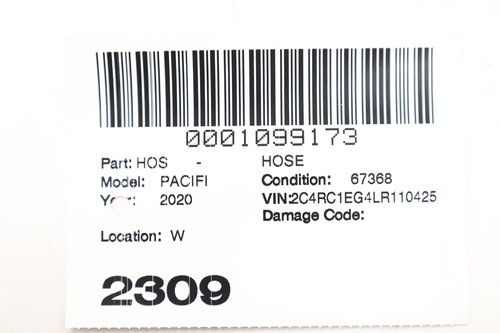 0001099173
Part: HOS - HOSE
Model: PACIFI Condition: 67368
Year: 2020 VIN:2C4RC1EG4LR110425
Damage Code:
Location: W
2309